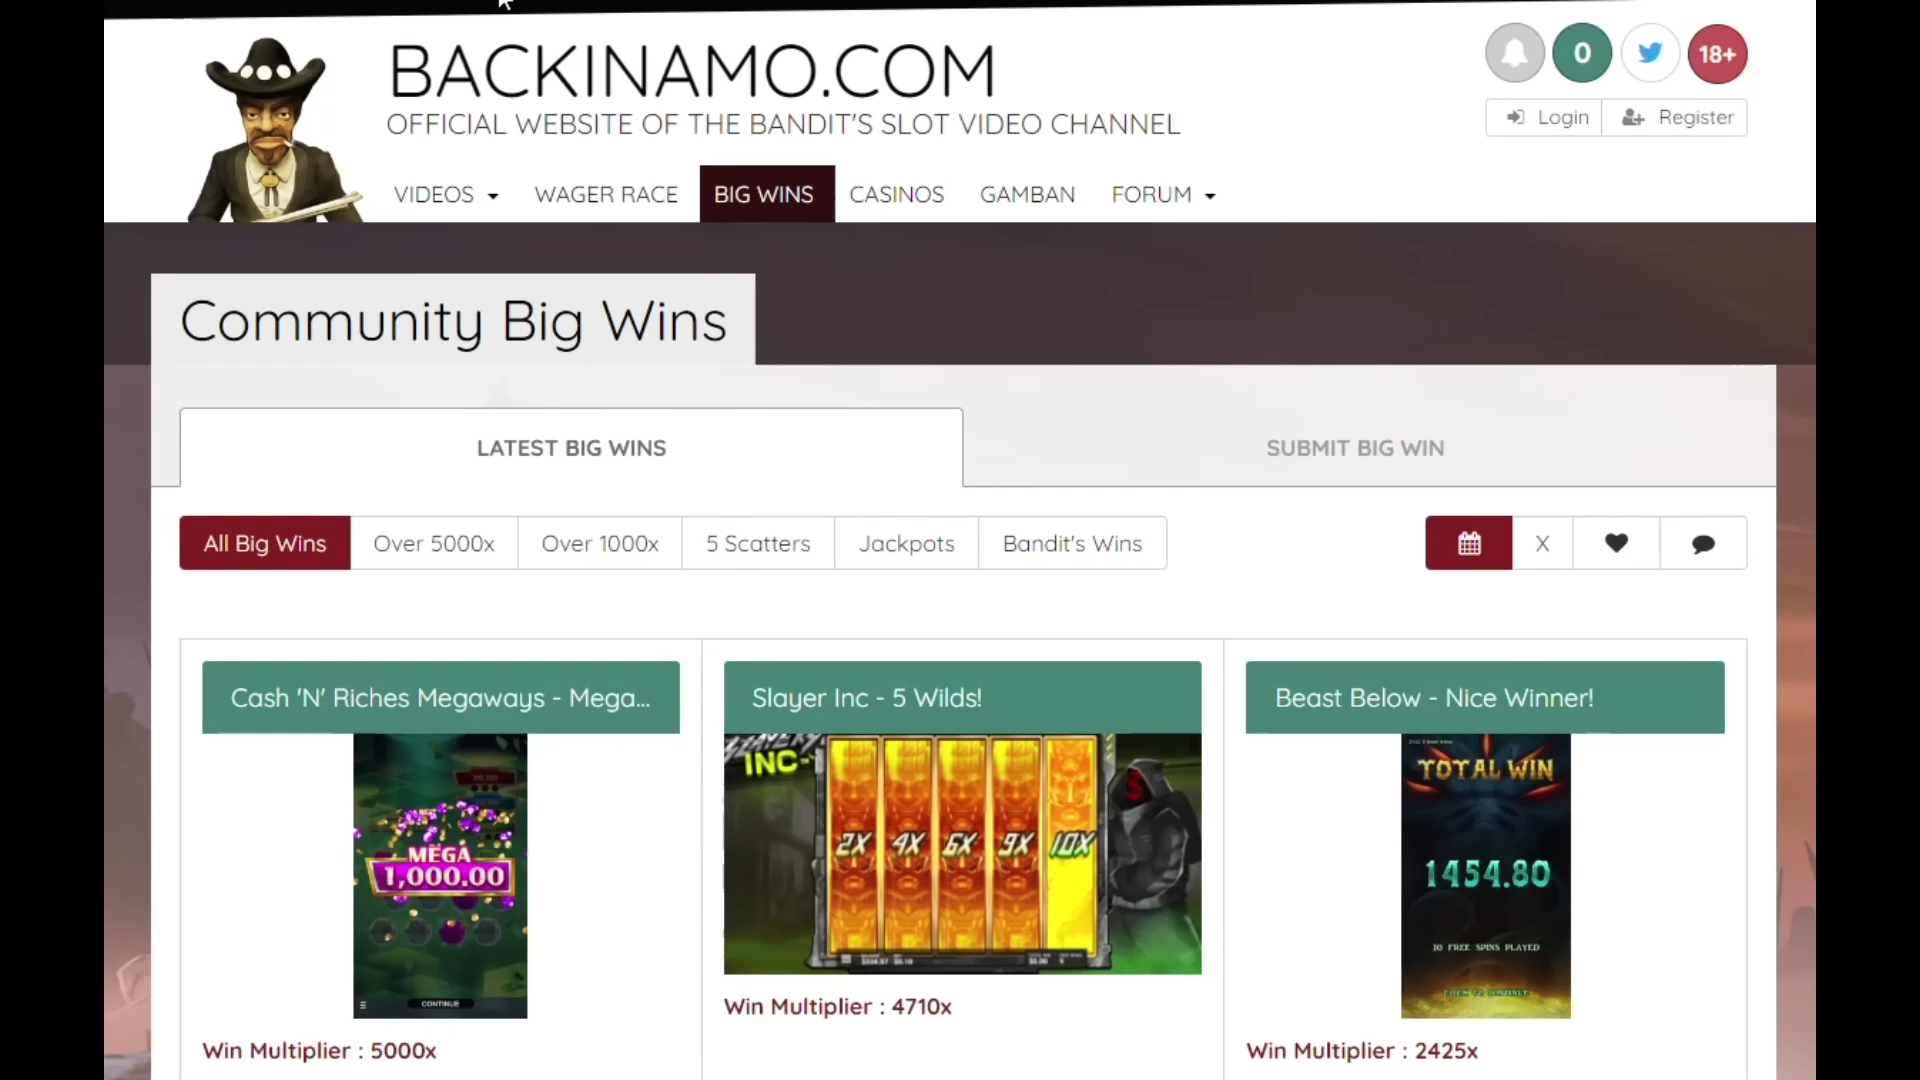 BACKINAMO.COM
OFFICIAL WEBSITE OF THE BANDIT'S SLOT VIDEO CHANNEL
0
18+
Login
Register
VIDEOS
WAGER RACE
BIG WINS
CASINOS
GAMBAN
FORUM
Community Big Wins
LATEST BIG WINS
SUBMIT BIG WIN
All Big Wins
Over 5000x
Over 1000x
5 Scatters
Jackpots
Bandit's Wins
X
Cash 'N' Riches Megaways - Mega...
Slayer Inc - 5 Wilds!
Beast Below - Nice Winner!
MEGA
1,000.00
CONTINUE
INC
2X
4X
6X
9X
10X
TOTAL WIN
1454.80
10 FREE SPINS PLAYED
CLICK TO CONTINUE
Win Multiplier : 5000x
Win Multiplier : 4710x
Win Multiplier : 2425x